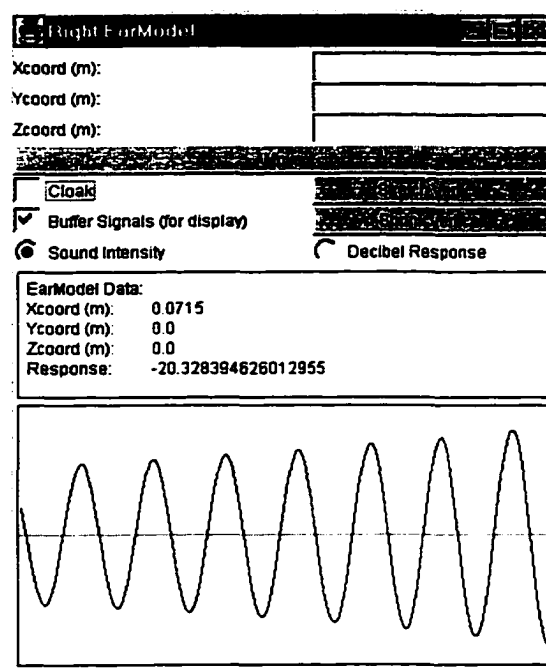 Right EarModel
Xcoord (m):
Ycoord (m):
Zcoord (m):
Cloak
Buffer Signals (for display)
Sound Intensity Decibel Response
EarModel Data:
Xcoord (m): 0.0715
Ycoord (m): 0.0
Zcoord (m): 0.0
Response: -20.328394626012955